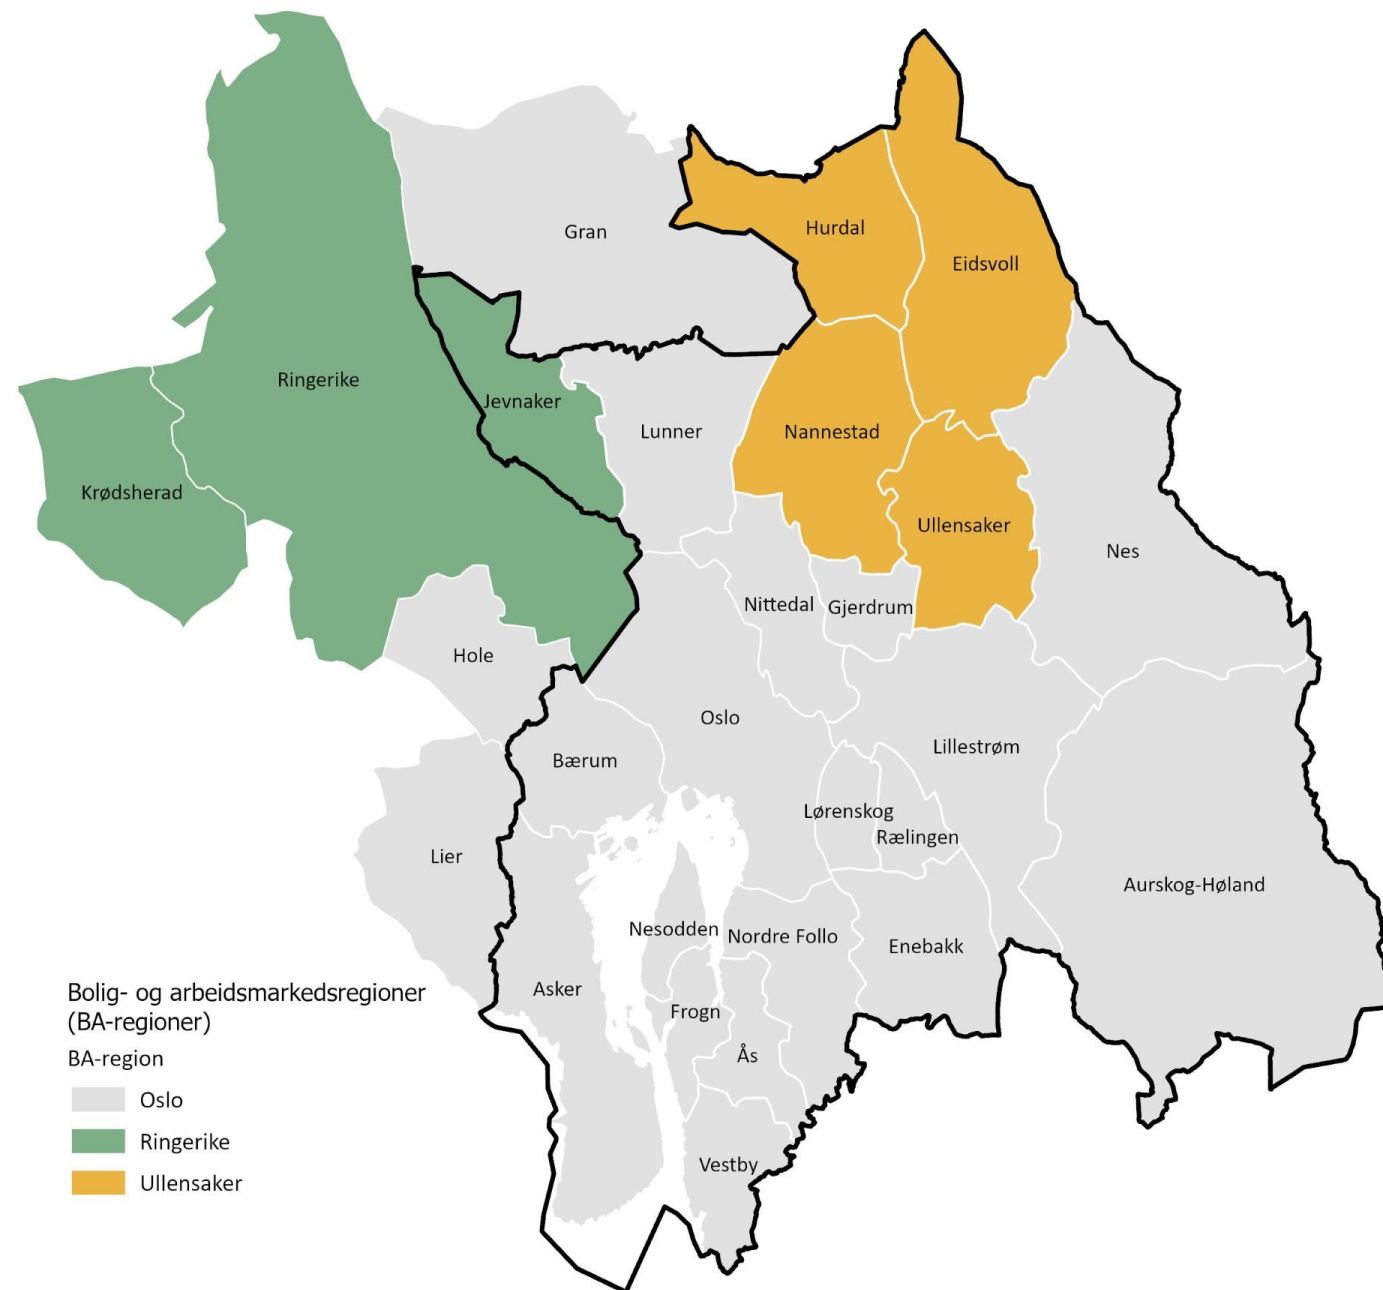 Gran
Hurdal
Eidsvoll
Ringerike
Jevnaker
Lunner
Nannestad
Krødsherad
Ullensaker
Nes
Nittedal
Gjerdrum
Hole
Oslo
Lillestrøm
Bærum
Lørenskog
Rælingen
Lier
Aurskog-Høland
Nesodden
Nordre Follo
Enebakk
Asker
Frogn
Ås
Vestby
Bolig- og arbeidsmarkedsregioner
(BA-regioner)
BA-region
Oslo
Ringerike
Ullensaker